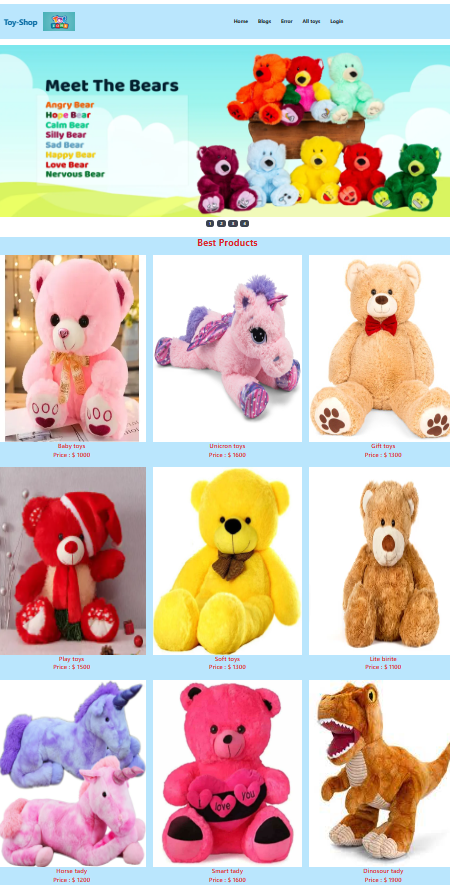 Toy-Shop
Home Blogs Error All toys Login
Meet The Bears
Angry Bear
Hope Bear
Calm Bear
Silly Bear
Sad Bear
Happy Bear
Love Bear
Nervous Bear
1 2 3 4
Best Products
Baby toys
Price : $ 1000
Unicron toys
Price : $ 1600
Gift toys
Price : $ 1300
Play toys
Price : $ 1500
Soft toys
Price : $ 1300
Lite birite
Price : $ 1100
I love you
Horse tady
Price : $ 1200
Smart tady
Price : $ 1600
Dinosour tady
Price : $ 1900